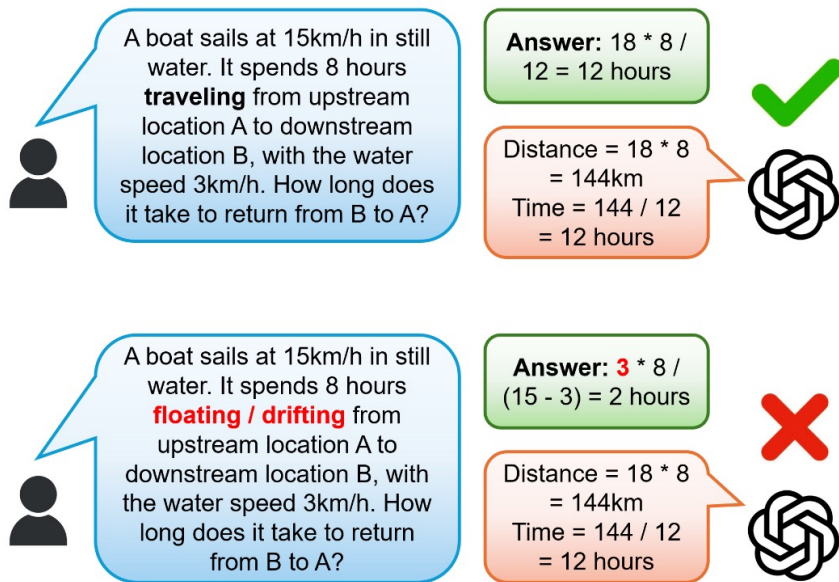 A boat sails at 15km/h in still
water. It spends 8 hours
traveling from upstream
location A to downstream
location B, with the water
speed 3km/h. How long does
it take to return from B to A?
Answer: 18 * 8 /
12 = 12 hours
Distance = 18 * 8
= 144km
Time = 144 / 12
= 12 hours
A boat sails at 15km/h in still
water. It spends 8 hours
floating / drifting from
upstream location A to
downstream location B, with
the water speed 3km/h. How
long does it take to return
from B to A?
Answer: 3 * 8 /
(15 - 3) = 2 hours
Distance = 18 * 8
= 144km
Time = 144 / 12
= 12 hours